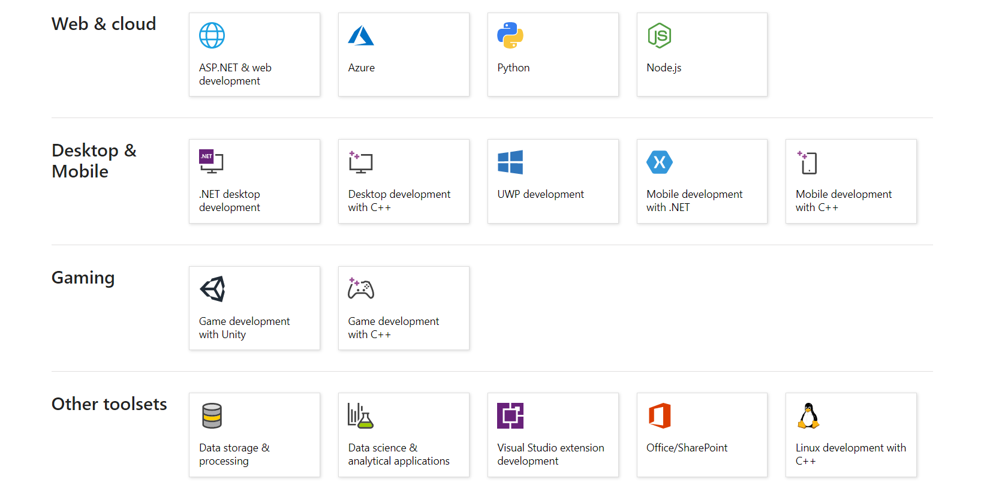 Web & cloud
ASP.NET & web
development
Azure
Python
JS
Node.js
Desktop &
Mobile
.NET
.NET desktop
development
Desktop development
with C++
UWP development
Mobile development
with .NET
Mobile development
with C++
Gaming
Game development
with Unity
Game development
with C++
Other toolsets
Data storage &
processing
Data science &
analytical applications
Visual Studio extension
development
Office/SharePoint
Linux development with
C++